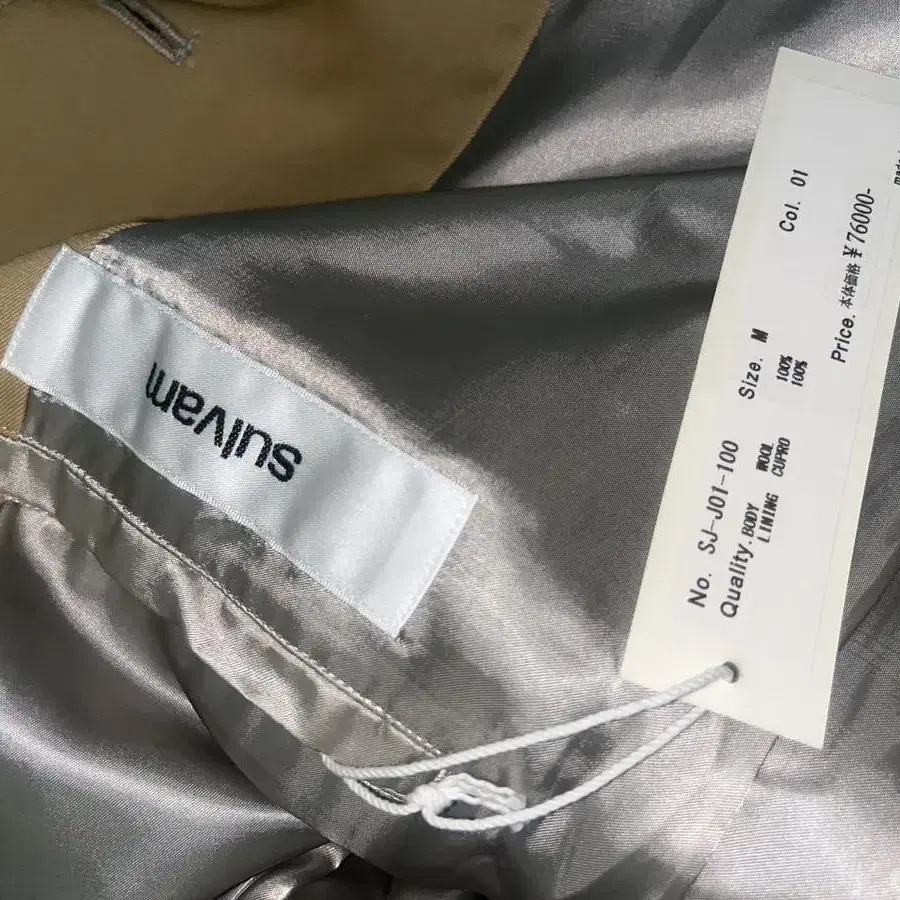 sulvam
No. SJ-J01-100 Col. 01
Quality. BODY WOOL 100%
LINING CUPRO 100%
Size. M
Price. 本体価格 ¥76000-
made